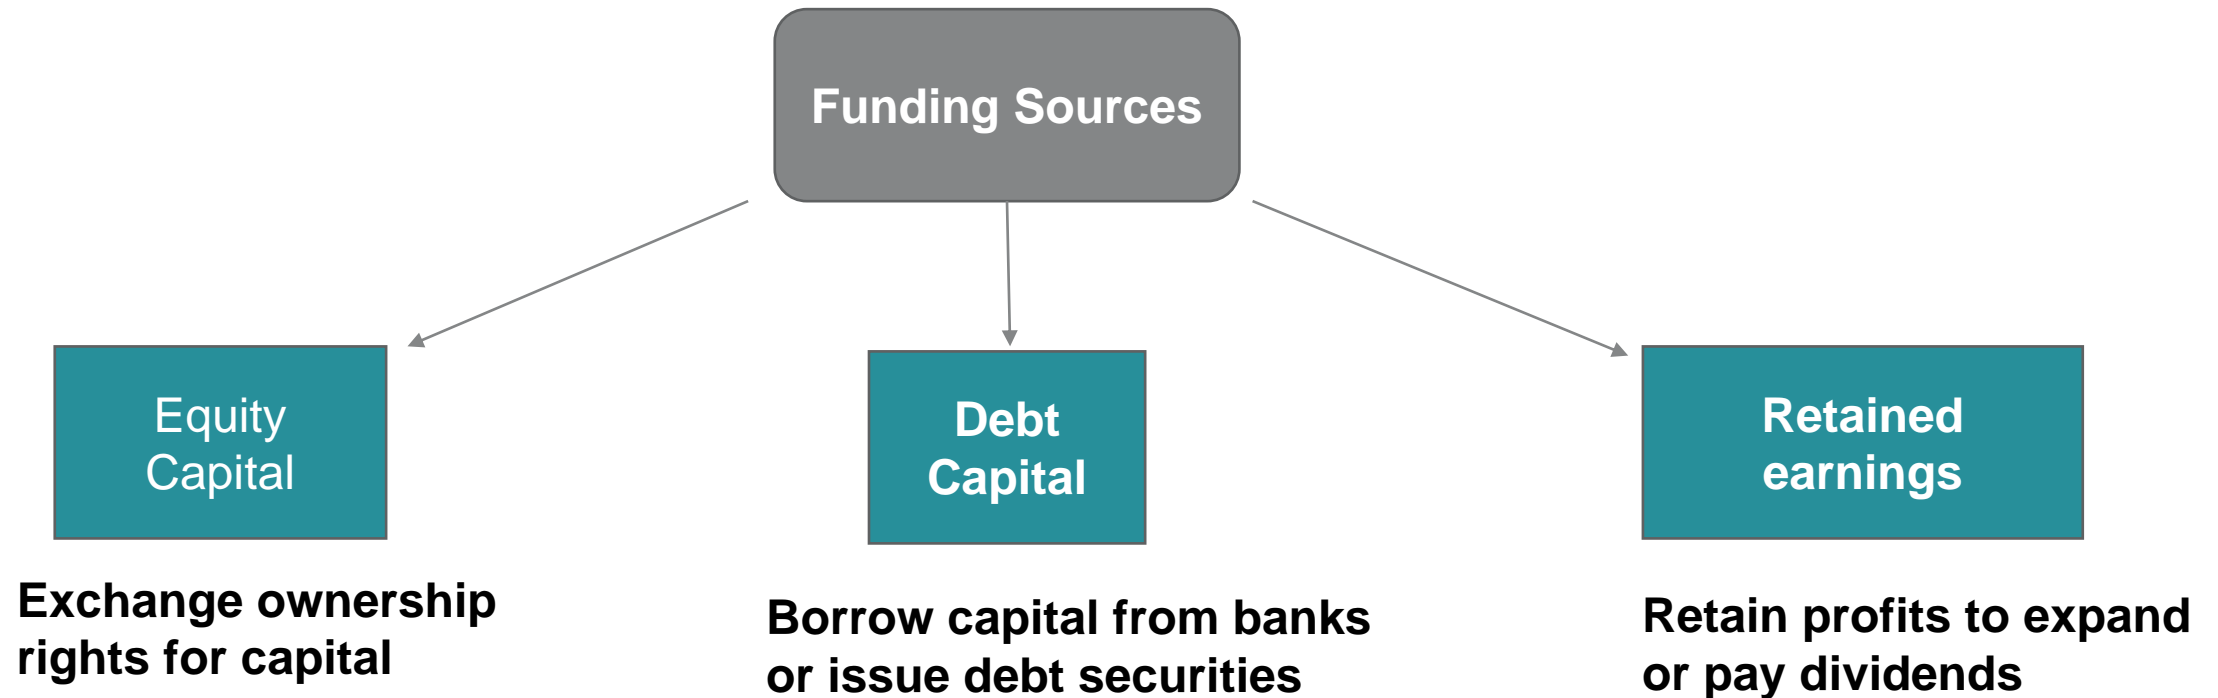 Funding Sources
Equity
Capital
Exchange ownership
rights for capital
Debt
Capital
Borrow capital from banks
or issue debt securities
Retained
earnings
Retain profits to expand
or pay dividends